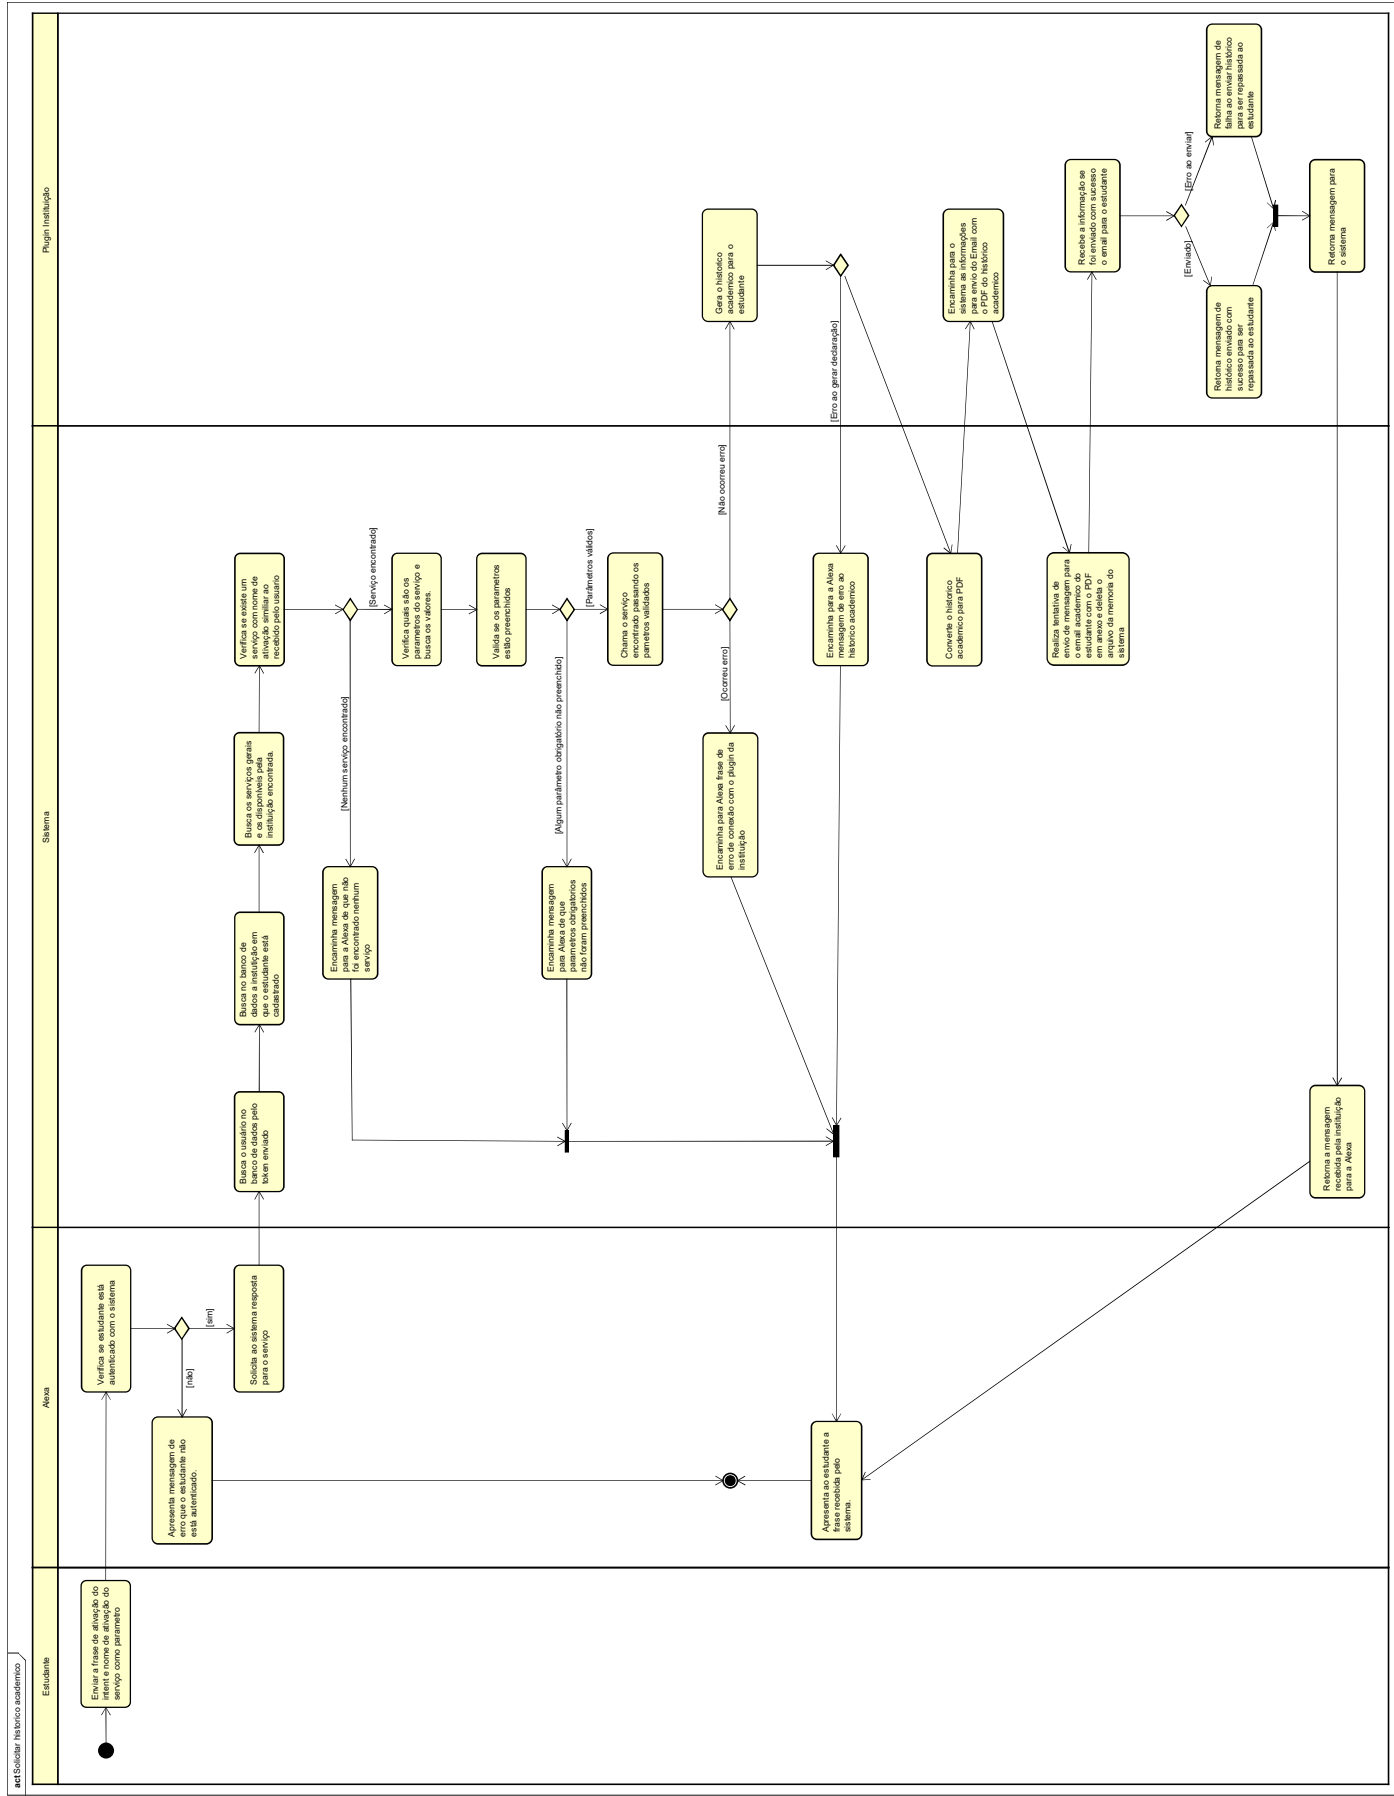 act Solicitar historico academico
Estudante
Alexa
Sistema
Plugin Instituição
Enviar a frase de ativação do
intent e nome de ativação do
serviço como parametro
Verifica se estudante está
autenticado com o sistema
[não]
[sim]
Apresenta mensagem de
erro que o estudante não
está autenticado.
Solicita ao sistema resposta
para o serviço
Busca o usuário no
banco de dados pelo
token enviado
Busca no banco de
dados a instutição em
que o estudante está
cadastrado
Busca os serviços gerais
e os disponíveis pela
instituição encontrada.
Verifica se existe um
serviço com nome de
ativação similiar ao
recebido pelo usuario
[Nenhum serviço encontrado]
[Serviço encontrado]
Encaminha mensagem
para a Alexa de que não
foi encontrado nenhum
serviço
Verifica quais são os
parametros do serviço e
busca os valores.
Valida se os parametros
estão preenchidos
[Algum parâmetro obrigatório não preenchido]
[Parâmetros válidos]
Encaminha mensagem
para Alexa de que
parametros obrigatorios
não foram preenchidos
Chama o serviço
encontrado passando os
pametros validados
[Ocorreu erro]
[Não ocorreu erro]
Encaminha para Alexa frase de
erro de conexão com o plugin da
instituição
Gera o historico
academico para o
estudante
[Erro ao gerar declaração]
Encaminha para a Alexa
mensagem de erro ao
historico academico
Apresenta ao estudante a
frase recebida pelo
sistema.
Converte o historico
academico para PDF
Encaminha para o
sistema as informações
para envio do Email com
o PDF do histórico
academico
Realiza tentativa de
envio de mensagem para
o email academico do
estudante com o PDF
em anexo e deleta o
arquivo da memoria do
sistema
Recebe a informação se
foi enviado com sucesso
o email para o estudante
[Enviado]
[Erro ao enviar]
Retorna mensagem de
histórico enviado com
sucesso para ser
repassada ao estudante
Retorna mensagem de
falha ao enviar histórico
para ser repassada ao
estudante
Retorna mensagem para
o sistema
Retorna a mensagem
recebida pela instituição
para a Alexa